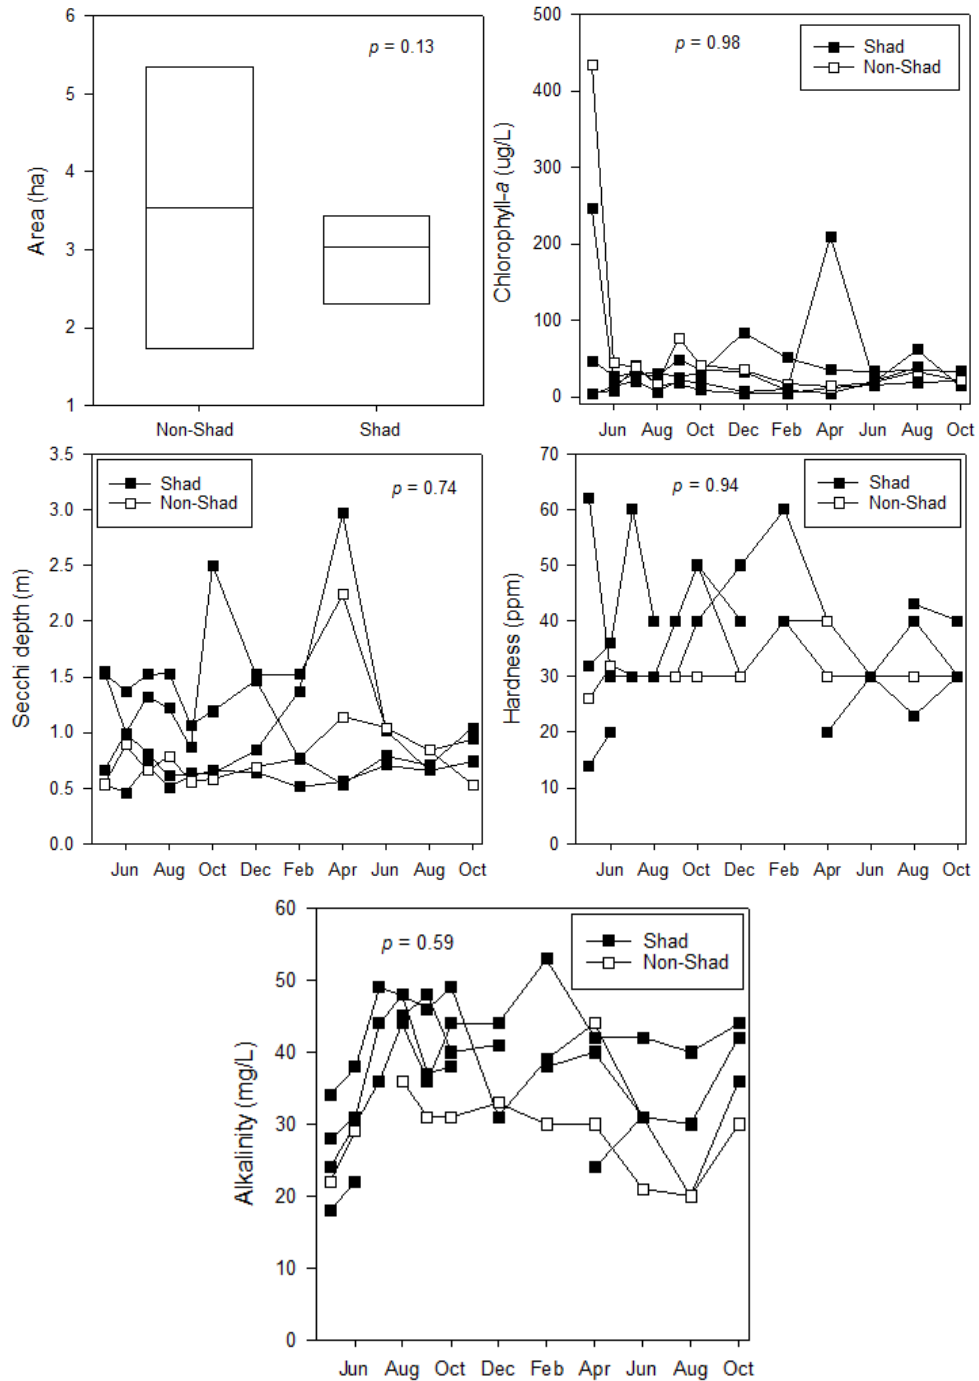 6
5
4
3
2
1
Area (ha)
p = 0.13
Non-Shad
Shad
500
400
300
200
100
0
Chlorophyll-a (ug/L)
p = 0.98
Shad
Non-Shad
Jun Aug Oct Dec Feb Apr Jun Aug Oct
3.5
3.0
2.5
2.0
1.5
1.0
0.5
0.0
Secchi depth (m)
Shad
Non-Shad
p = 0.74
Jun Aug Oct Dec Feb Apr Jun Aug Oct
70
60
50
40
30
20
10
0
Hardness (ppm)
p = 0.94
Shad
Non-Shad
Jun Aug Oct Dec Feb Apr Jun Aug Oct
60
50
40
30
20
10
0
Alkalinity (mg/L)
p = 0.59
Shad
Non-Shad
Jun Aug Oct Dec Feb Apr Jun Aug Oct